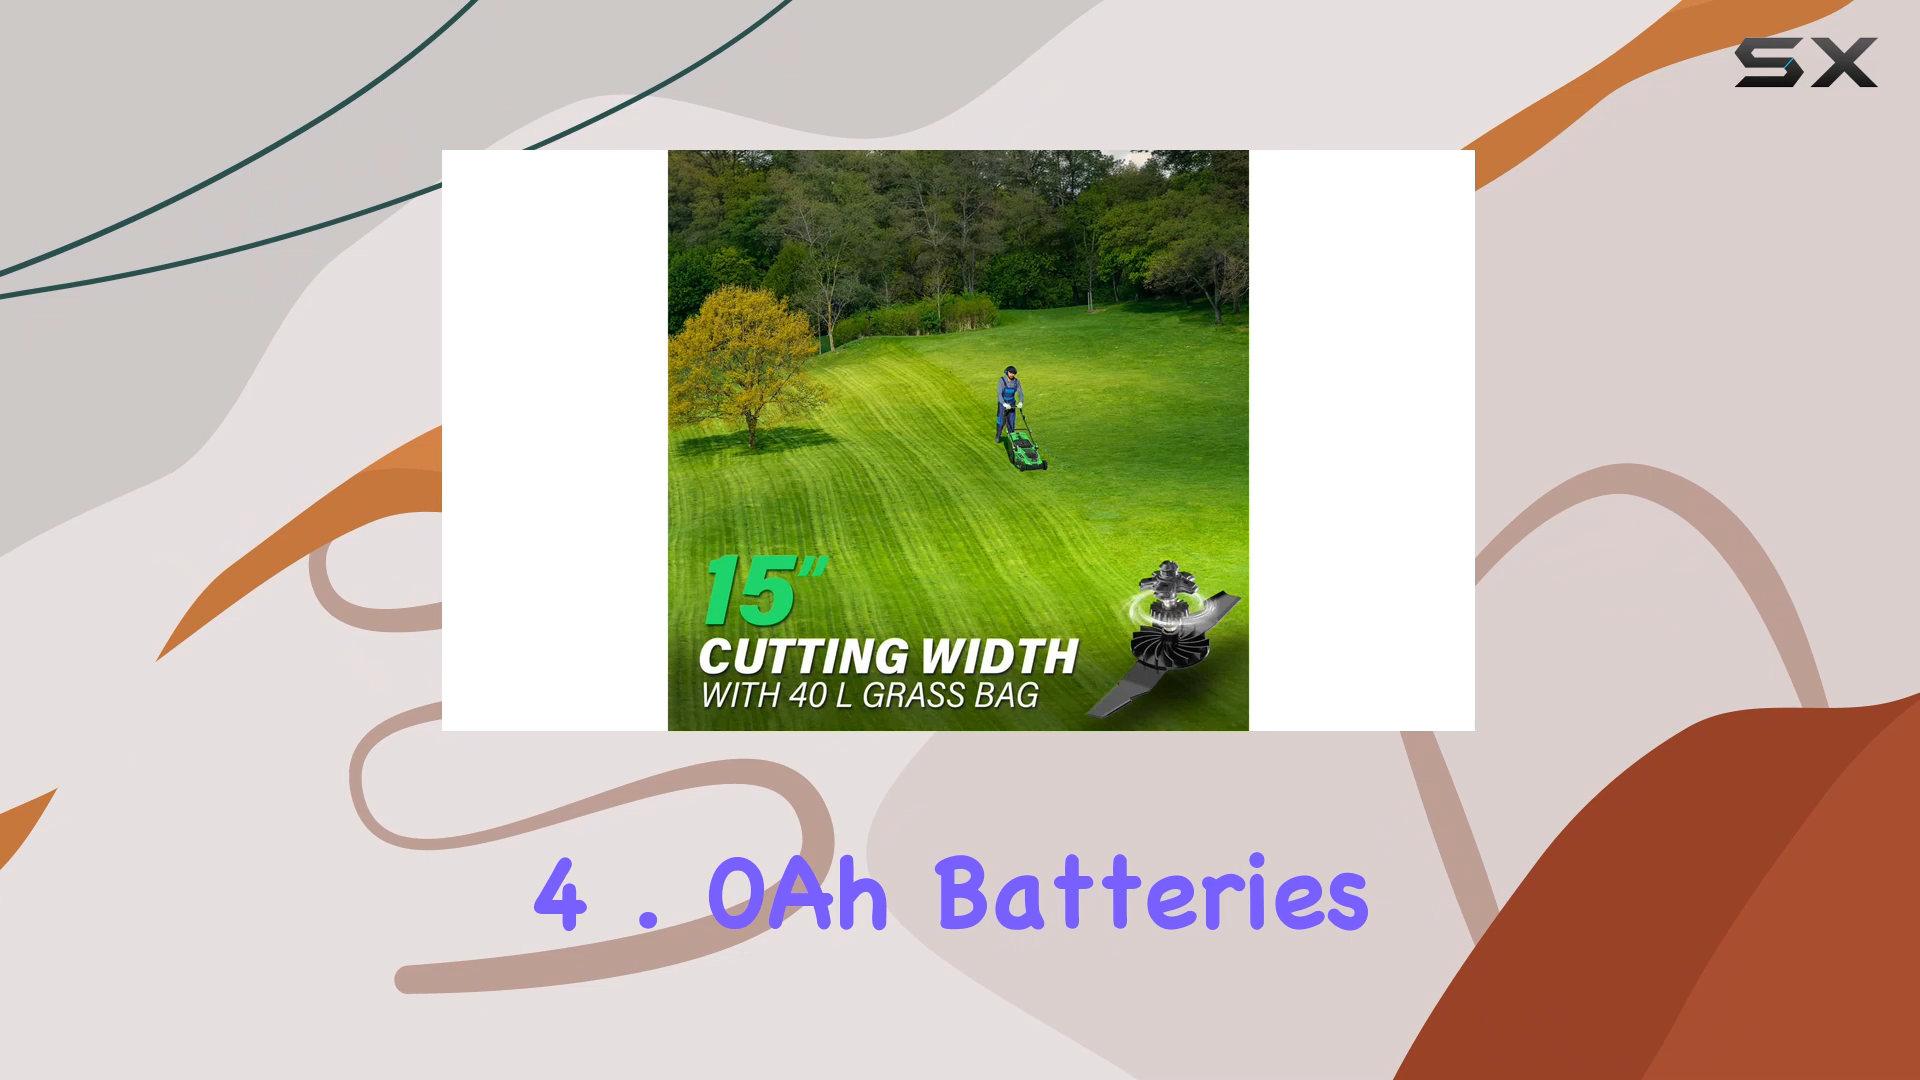 SX
15"
CUTTING WIDTH
WITH 40 L GRASS BAG
4 . 0Ah Batteries